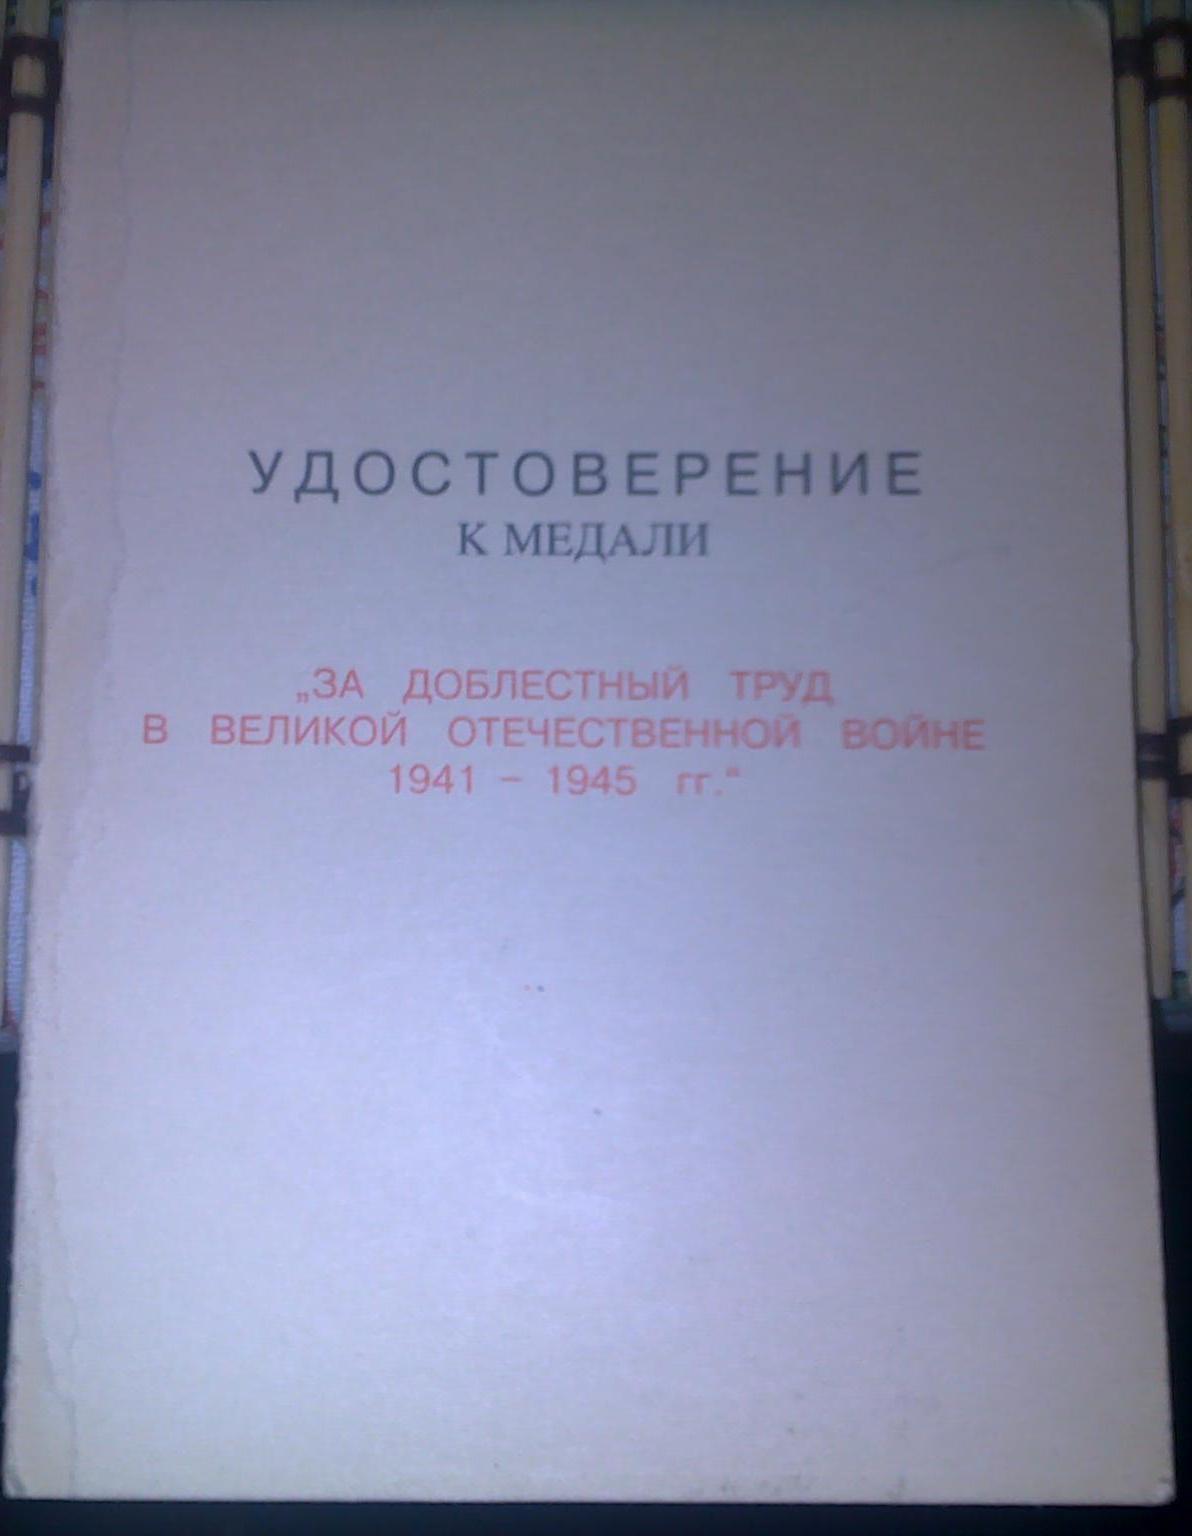 УДОСТОВЕРЕНИЕ
К МЕДАЛИ
„ЗА ДОБЛЕСТНЫЙ ТРУД
В ВЕЛИКОЙ ОТЕЧЕСТВЕННОЙ ВОЙНЕ
1941 – 1945 гг.“